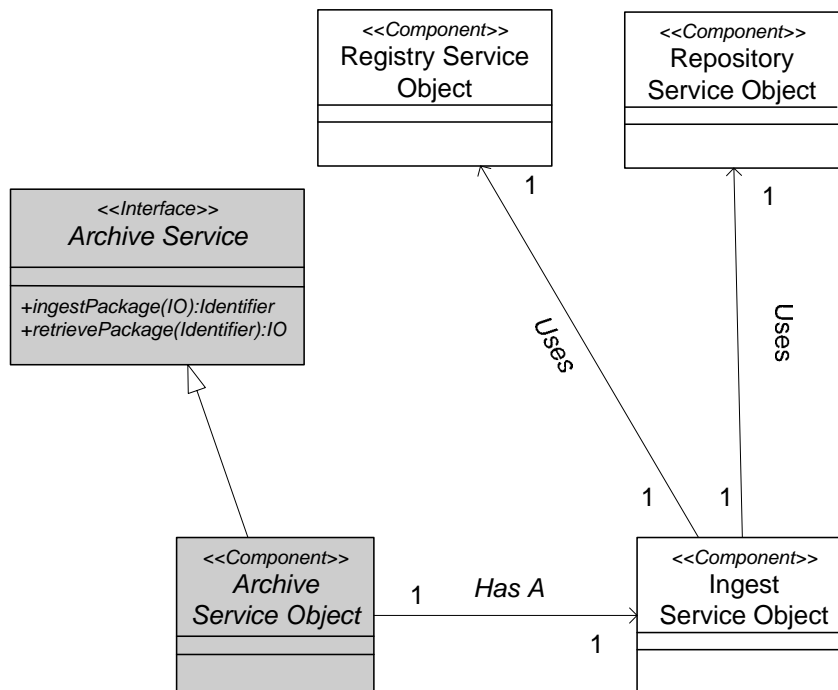 <<Component>>
Registry Service
Object
<<Component>>
Repository
Service Object
1
1
<<Interface>>
Archive Service
+ingestPackage(IO):Identifier
+retrievePackage(Identifier):IO
Uses
Uses
1
1
<<Component>>
Archive
Service Object
1
Has A
1
<<Component>>
Ingest
Service Object